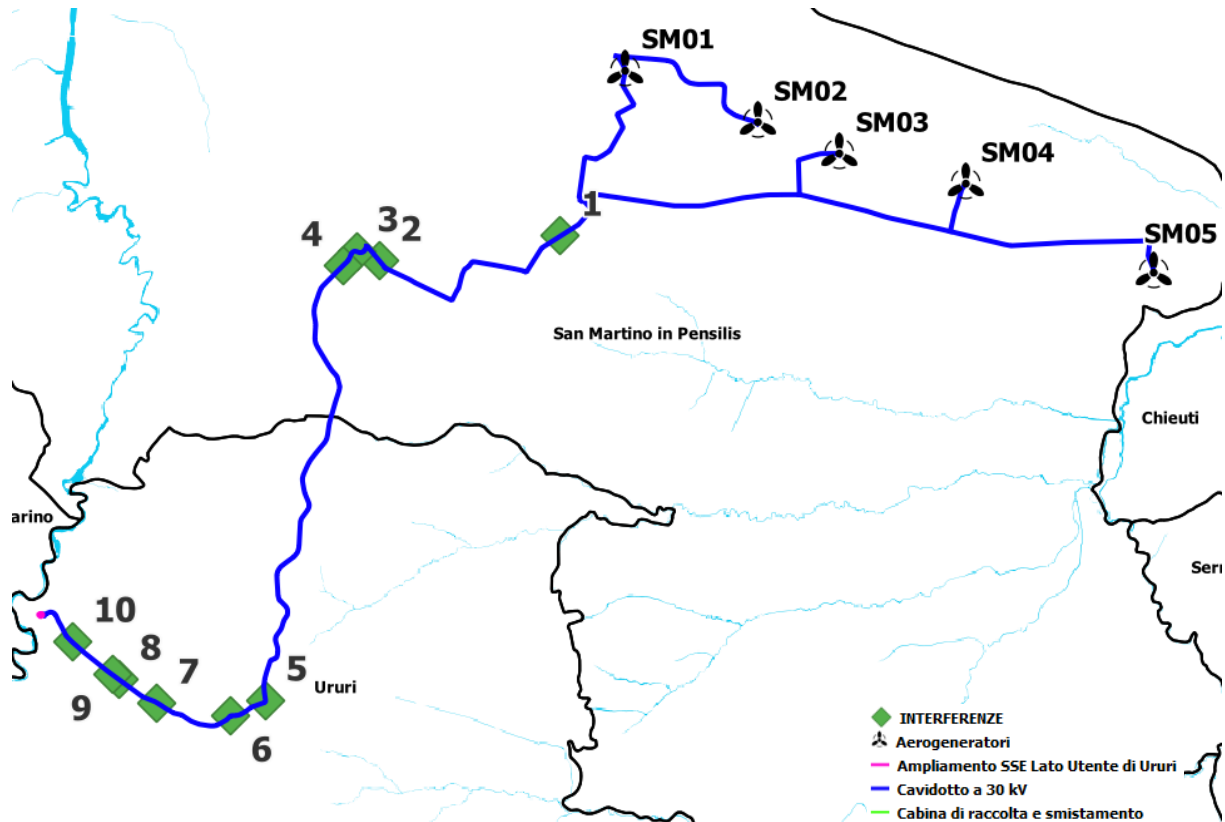 SM01
SM02
SM03
SM04
1
3
2
4
SM05
San Martino in Pensilis
Chieuti
arino
Serr
10
8
7
5
Ururi
9
6
INTERFERENZE
Aerogeneratori
Ampliamento SSE Lato Utente di Ururi
Cavidotto a 30 kV
Cabina di raccolta e smistamento